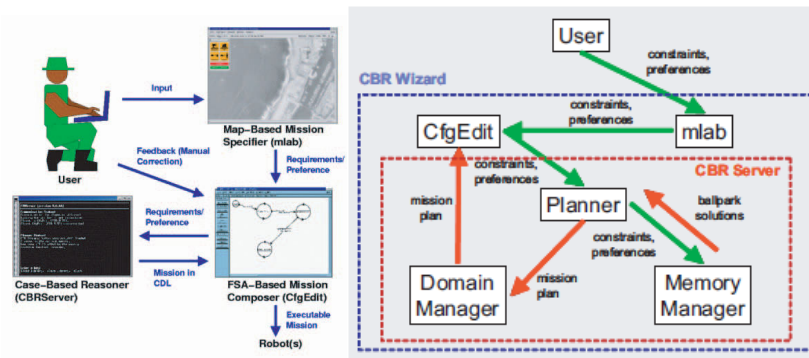 Input
Map-Based Mission
Specifier (mlab)
User
Feedback (Manual
Correction)
Requirements/
Preference
Requirements/
Preference
Mission in
CDL
Case-Based Reasoner
(CBRServer)
FSA-Based Mission
Composer (CfgEdit)
Executable
Mission
Robot(s)
User
constraints,
preferences
CBR Wizard
constraints,
preferences
CfgEdit
mlab
constraints,
preferences
CBR Server
mission
plan
Planner
ballpark
solutions
constraints,
preferences
Domain
Manager
mission
plan
Memory
Manager